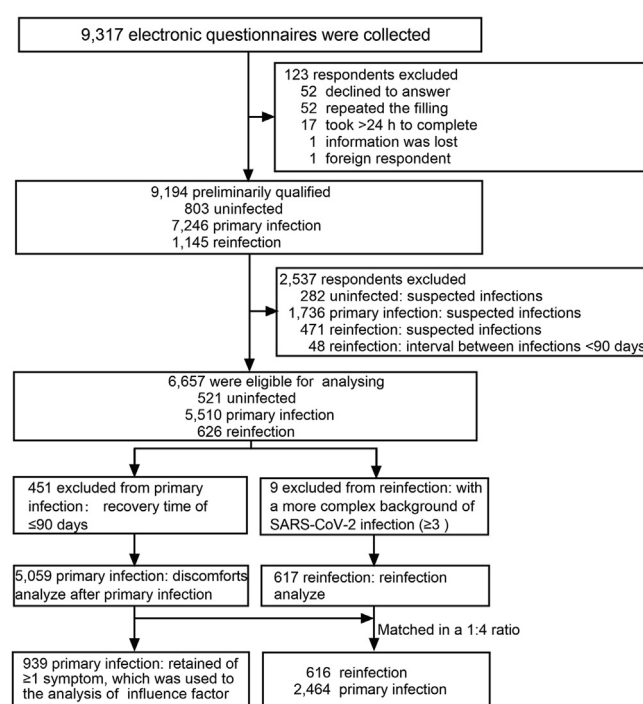 9,317 electronic questionnaires were collected
123 respondents excluded
52 declined to answer
52 repeated the filling
17 took >24 h to complete
1 information was lost
1 foreign respondent
9,194 preliminarily qualified
803 uninfected
7,246 primary infection
1,145 reinfection
2,537 respondents excluded
282 uninfected: suspected infections
1,736 primary infection: suspected infections
471 reinfection: suspected infections
48 reinfection: interval between infections <90 days
6,657 were eligible for analysing
521 uninfected
5,510 primary infection
626 reinfection
451 excluded from primary
infection: recovery time of
≤90 days
9 excluded from reinfection: with
a more complex background of
SARS-CoV-2 infection (≥3 )
5,059 primary infection: discomforts
analyze after primary infection
617 reinfection: reinfection
analyze
Matched in a 1:4 ratio
939 primary infection: retained of
≥1 symptom, which was used to
the analysis of influence factor
616 reinfection
2,464 primary infection